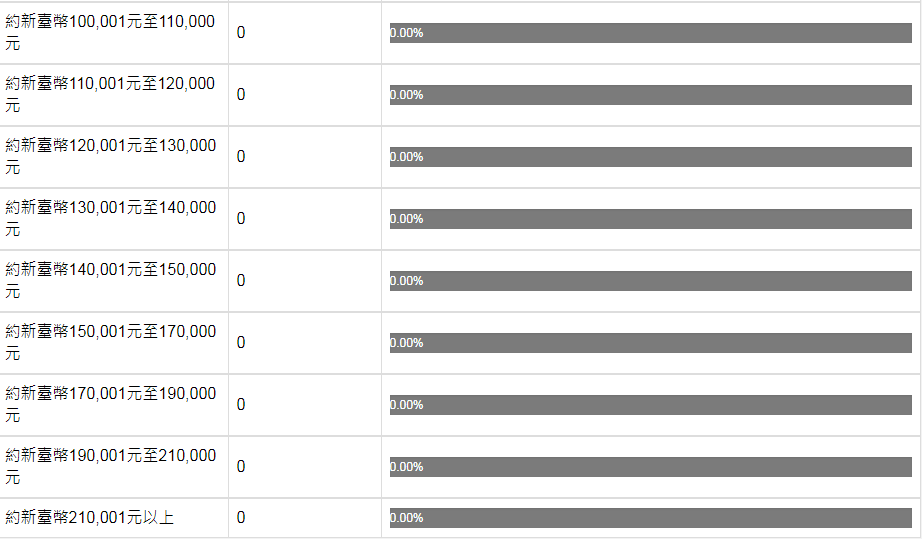 約新臺幣100,001元至110,000
元
0
0.00%
約新臺幣110,001元至120,000
元
0
0.00%
約新臺幣120,001元至130,000
元
0
0.00%
約新臺幣130,001元至140,000
元
0
0.00%
約新臺幣140,001元至150,000
元
0
0.00%
約新臺幣150,001元至170,000
元
0
0.00%
約新臺幣170,001元至190,000
元
0
0.00%
約新臺幣190,001元至210,000
元
0
0.00%
約新臺幣210,001元以上
0
0.00%